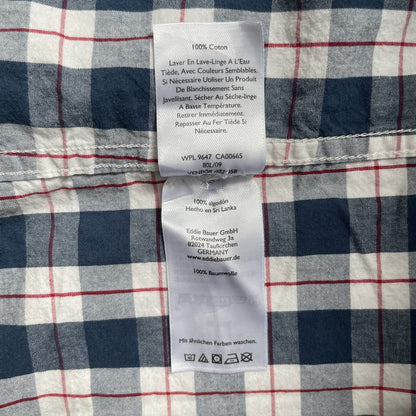 100% Coton
Laver En Lave-Linge A L'Eau
Tiède, Avec Couleurs Semblables.
Si Nécessaire Utiliser Un Produit
De Blanchissement Sans
Javellisant. Sécher Au Sèche-linge
A Basse Température.
Retirer Immédiatement.
Repasser Au Fer Tiède Si
Nécessaire.
WPL 9647 CA00665
802/09
100% algodón
Hecho en Sri Lanka
Eddie Bauer GmbH
Rotwandweg 3a
82024 Taufkirchen
GERMANY
www.eddiebauer.de
100% Baumwolle
Mit ähnlichen Farben waschen.